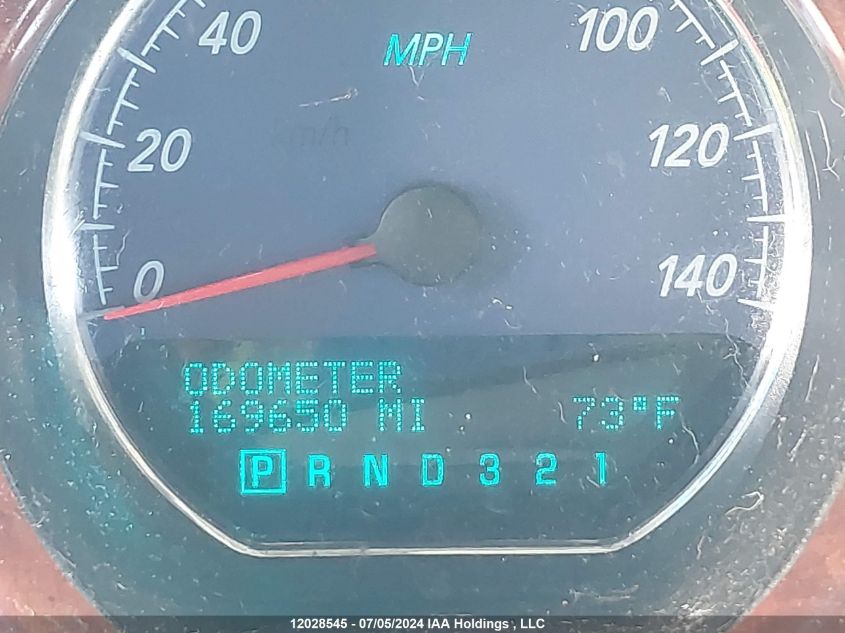 40 MPH 100
km/h
20 120
0 140
ODOMETER
169650 MI 73°F
P R N D 3 2 1
12028545 - 07/05/2024 IAA Holdings , LLC